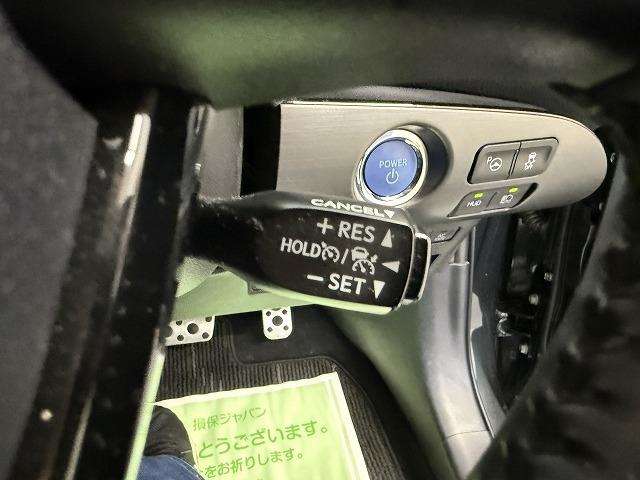 POWER
P
OFF
HUD
CANCEL▼
+ RES ▲
HOLD / ◀
− SET ▼
損保ジャパン
とうございます。
をお祈りします。